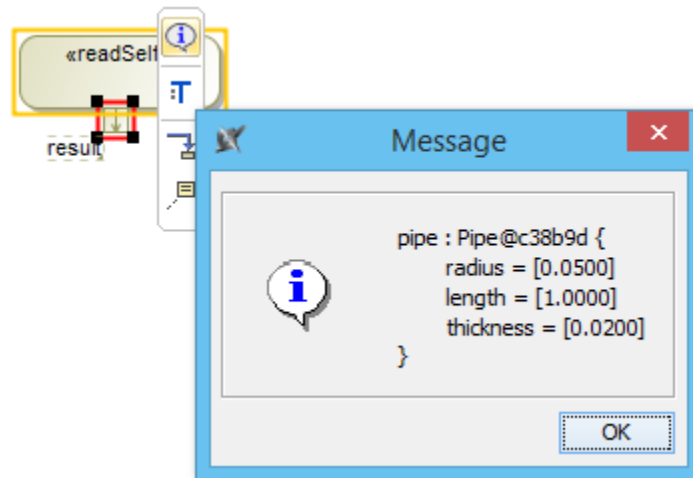 «readSelf
:T
result
Message
pipe : Pipe@c38b9d {
radius = [0.0500]
length = [1.0000]
thickness = [0.0200]
}
OK